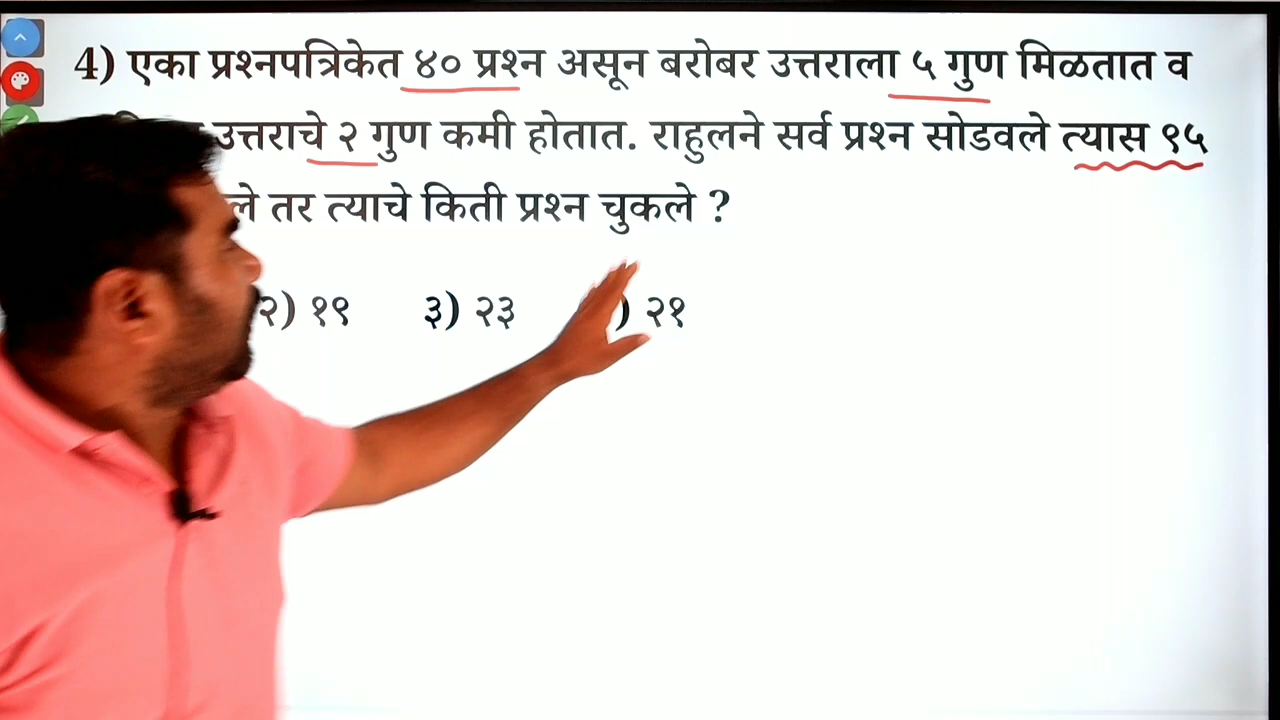 4) एका प्रश्नपत्रिकेत ४० प्रश्न असून बरोबर उत्तराला ५ गुण मिळतात व
उत्तराचे २ गुण कमी होतात. राहुलने सर्व प्रश्न सोडवले त्यास ९५
ले तर त्याचे किती प्रश्न चुकले ?
२) १९ ३) २३ ) २१